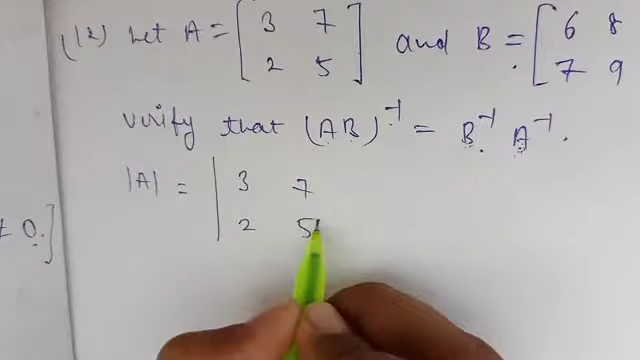 (12) Let A = [ 3 7 and B = [ 6 8
2 5 ] 7 9
verify that (AB)⁻¹ = B⁻¹ A⁻¹.
|A| = | 3 7
≠ 0.] 2 5